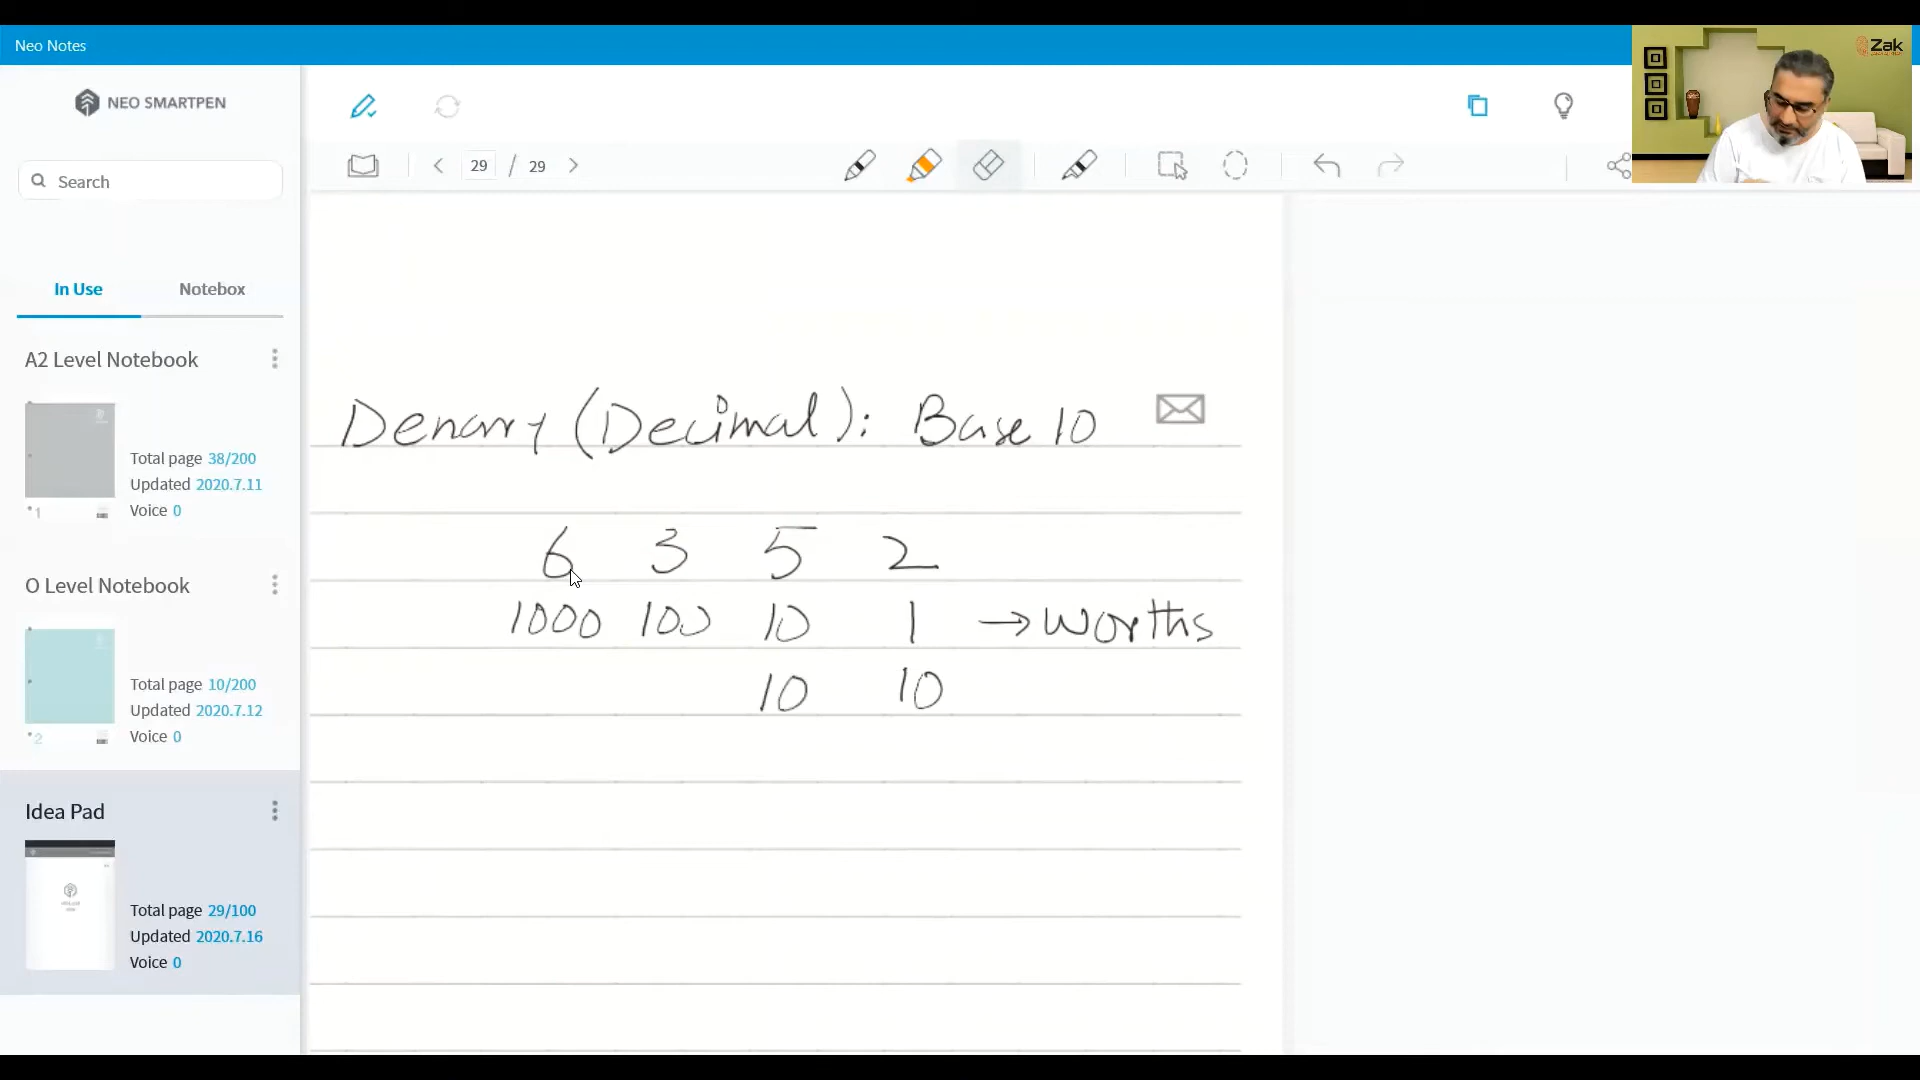 Neo Notes
Zak
NEO SMARTPEN
Search
29 / 29
In Use Notebox
A2 Level Notebook
1
Total page 38/200
Updated 2020.7.11
Voice 0
O Level Notebook
2
Total page 10/200
Updated 2020.7.12
Voice 0
Idea Pad
Total page 29/100
Updated 2020.7.16
Voice 0
Denary (Decimal): Base 10
6 3 5 2
1000 100 10 1 → Worths
10 10